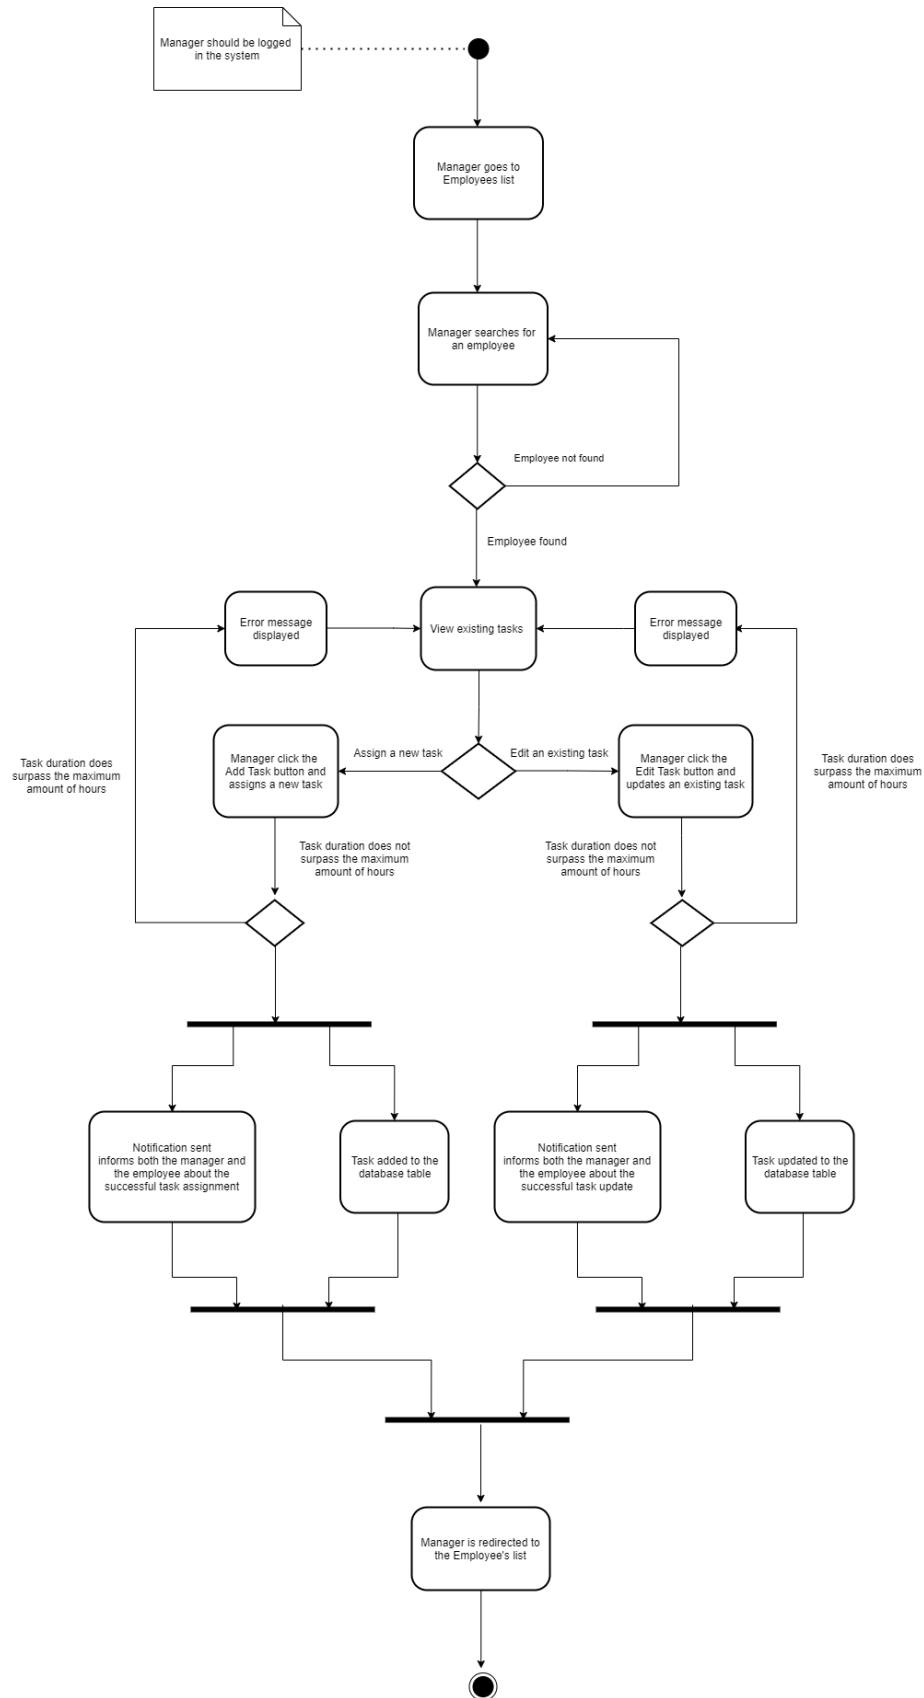 Manager should be logged
in the system
Manager goes to
Employees list
Manager searches for
an employee
Employee not found
Employee found
Error message
displayed
View existing tasks
Error message
displayed
Task duration does
surpass the maximum
amount of hours
Manager click the
Add Task button and
assigns a new task
Assign a new task
Edit an existing task
Manager click the
Edit Task button and
updates an existing task
Task duration does
surpass the maximum
amount of hours
Task duration does not
surpass the maximum
amount of hours
Task duration does not
surpass the maximum
amount of hours
Notification sent
informs both the manager and
the employee about the
successful task assignment
Task added to the
database table
Notification sent
informs both the manager and
the employee about the
successful task update
Task updated to the
database table
Manager is redirected to
the Employee's list